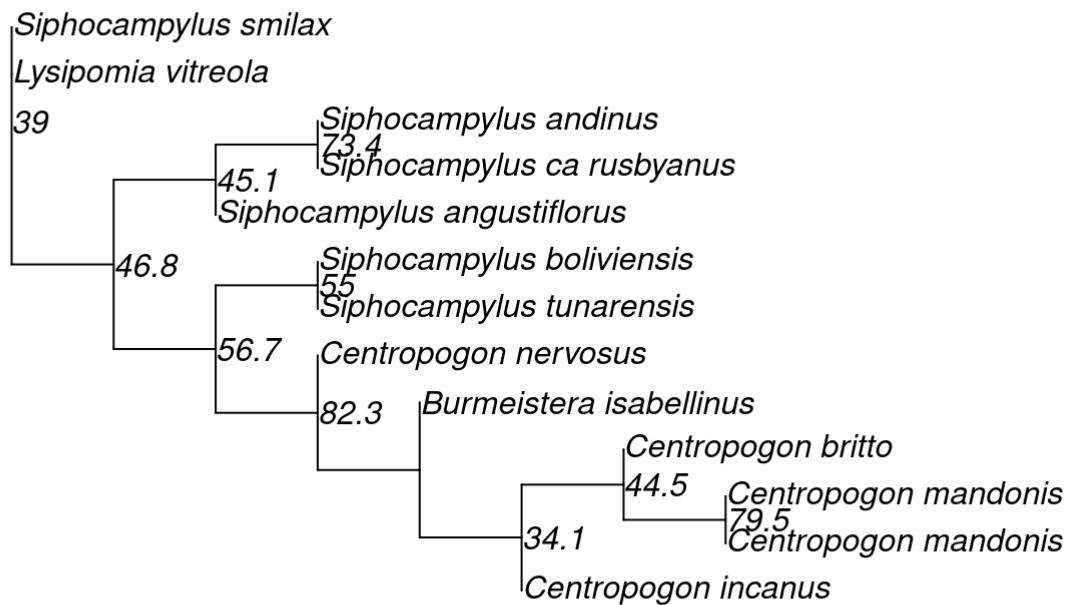 Siphocampylus smilax
Lysipomia vitreola
39
Siphocampylus andinus
73.4
Siphocampylus ca rusbyanus
45.1
Siphocampylus angustiflorus
Siphocampylus boliviensis
46.8
55
Siphocampylus tunarensis
56.7
Centropogon nervosus
Burmeistera isabellinus
82.3
Centropogon britto
44.5
Centropogon mandonis
79.5
34.1
Centropogon mandonis
Centropogon incanus